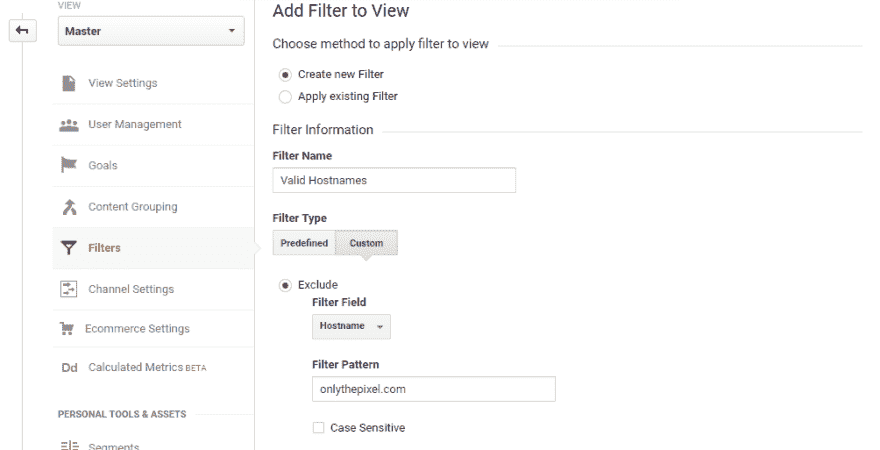 VIEW
Master
View Settings
User Management
Goals
Content Grouping
Filters
Channel Settings
Ecommerce Settings
Dd Calculated Metrics BETA
PERSONAL TOOLS & ASSETS
Segments
Add Filter to View
Choose method to apply filter to view
Create new Filter
Apply existing Filter
Filter Information
Filter Name
Valid Hostnames
Filter Type
Predefined Custom
Exclude
Filter Field
Hostname
Filter Pattern
onlythepixel.com
Case Sensitive